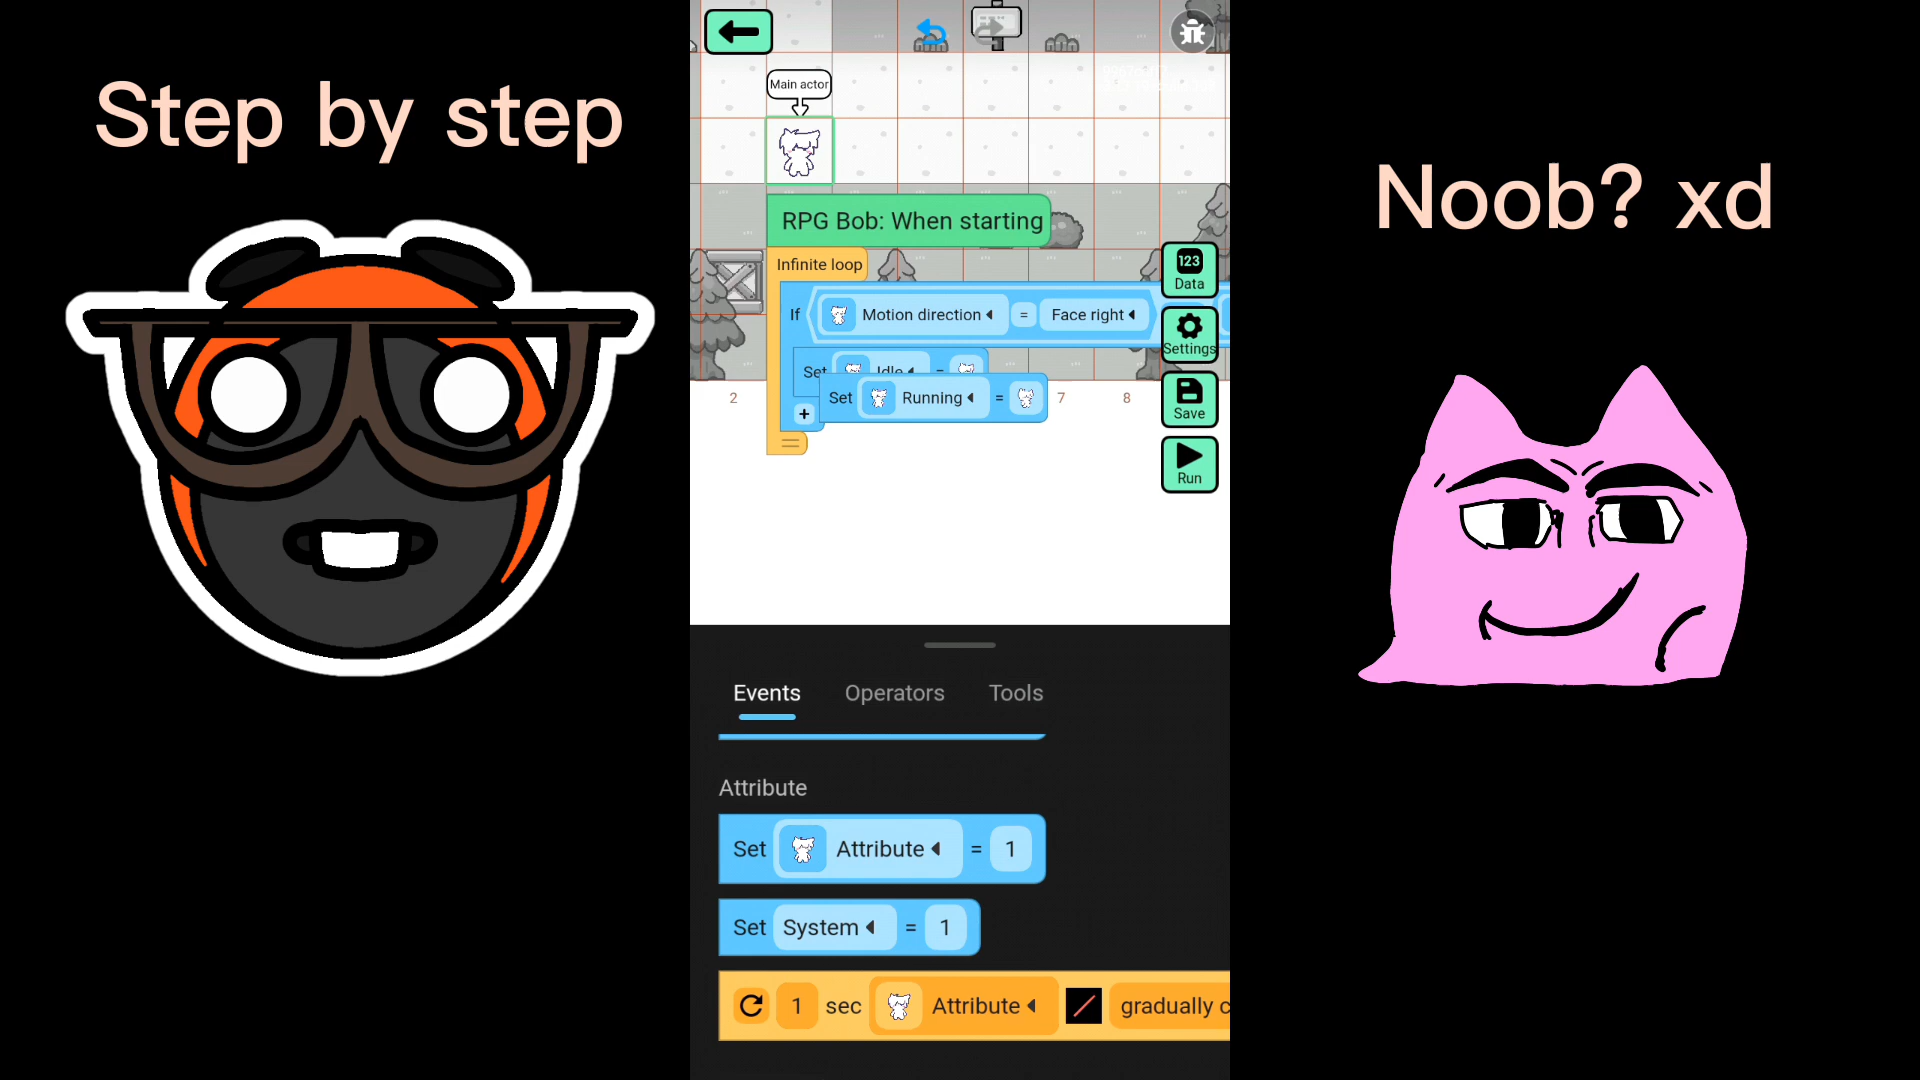 Step by step
Noob? xd
Main actor
RPG Bob: When starting
Infinite loop
If Motion direction = Face right
Set Idle =
Set Running =
+
2 7 8
123
Data
Settings
Save
Run
Events Operators Tools
Attribute
Set Attribute = 1
Set System = 1
1 sec Attribute gradually c